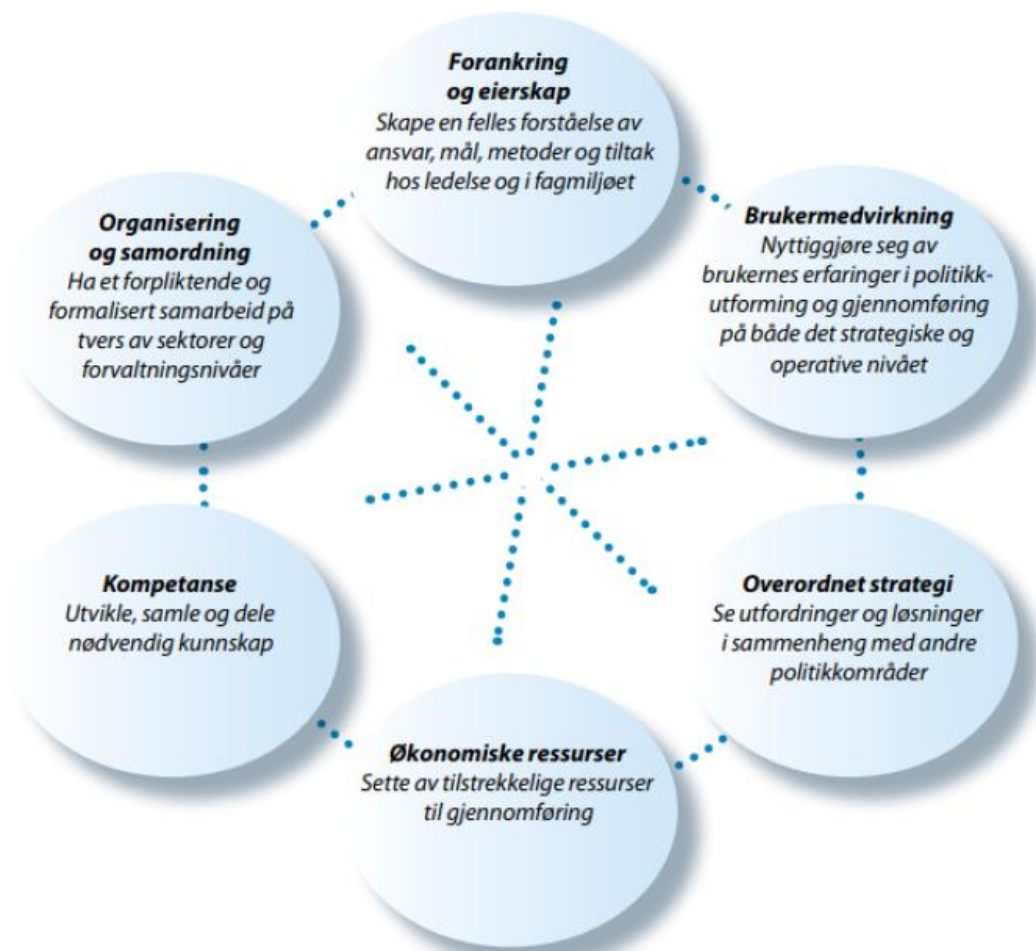 Forankring
og eierskap
Skape en felles forståelse av
ansvar, mål, metoder og tiltak
hos ledelse og i fagmiljøet
Brukermedvirkning
Nyttiggjøre seg av
brukernes erfaringer i politikk-
utforming og gjennomføring
på både det strategiske og
operative nivået
Overordnet strategi
Se utfordringer og løsninger
i sammenheng med andre
politikkområder
Økonomiske ressurser
Sette av tilstrekkelige ressurser
til gjennomføring
Kompetanse
Utvikle, samle og dele
nødvendig kunnskap
Organisering
og samordning
Ha et forpliktende og
formalisert samarbeid på
tvers av sektorer og
forvaltningsnivåer